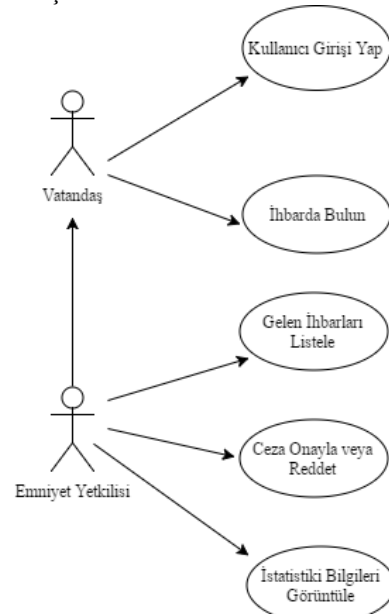 Kullanıcı Girişi Yap
Vatandaş
İhbarda Bulun
Gelen İhbarları
Listele
Ceza Onayla veya
Reddet
Emniyet Yetkilisi
İstatistiki Bilgileri
Görüntüle